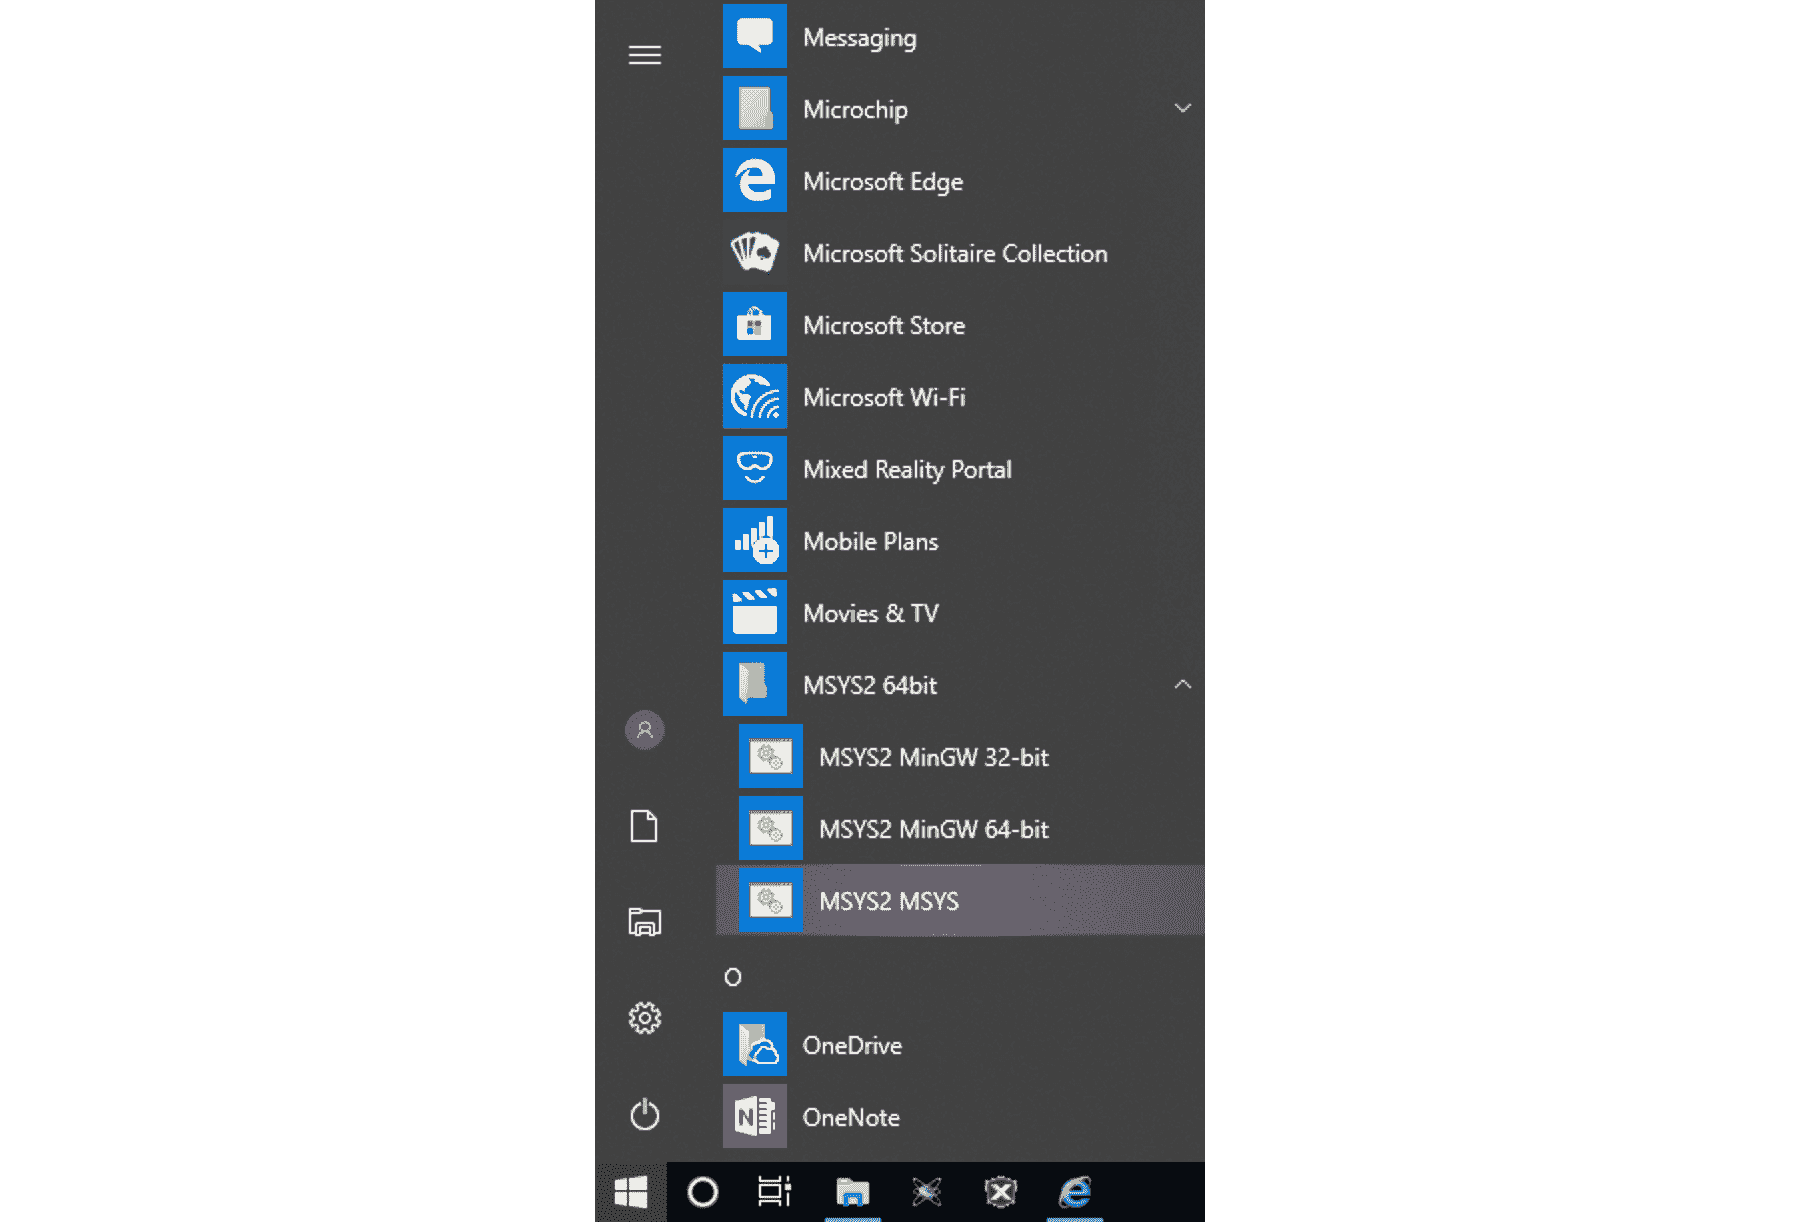 Messaging
Microchip
Microsoft Edge
Microsoft Solitaire Collection
Microsoft Store
Microsoft Wi-Fi
Mixed Reality Portal
Mobile Plans
Movies & TV
MSYS2 64bit
MSYS2 MinGW 32-bit
MSYS2 MinGW 64-bit
MSYS2 MSYS
O
OneDrive
OneNote